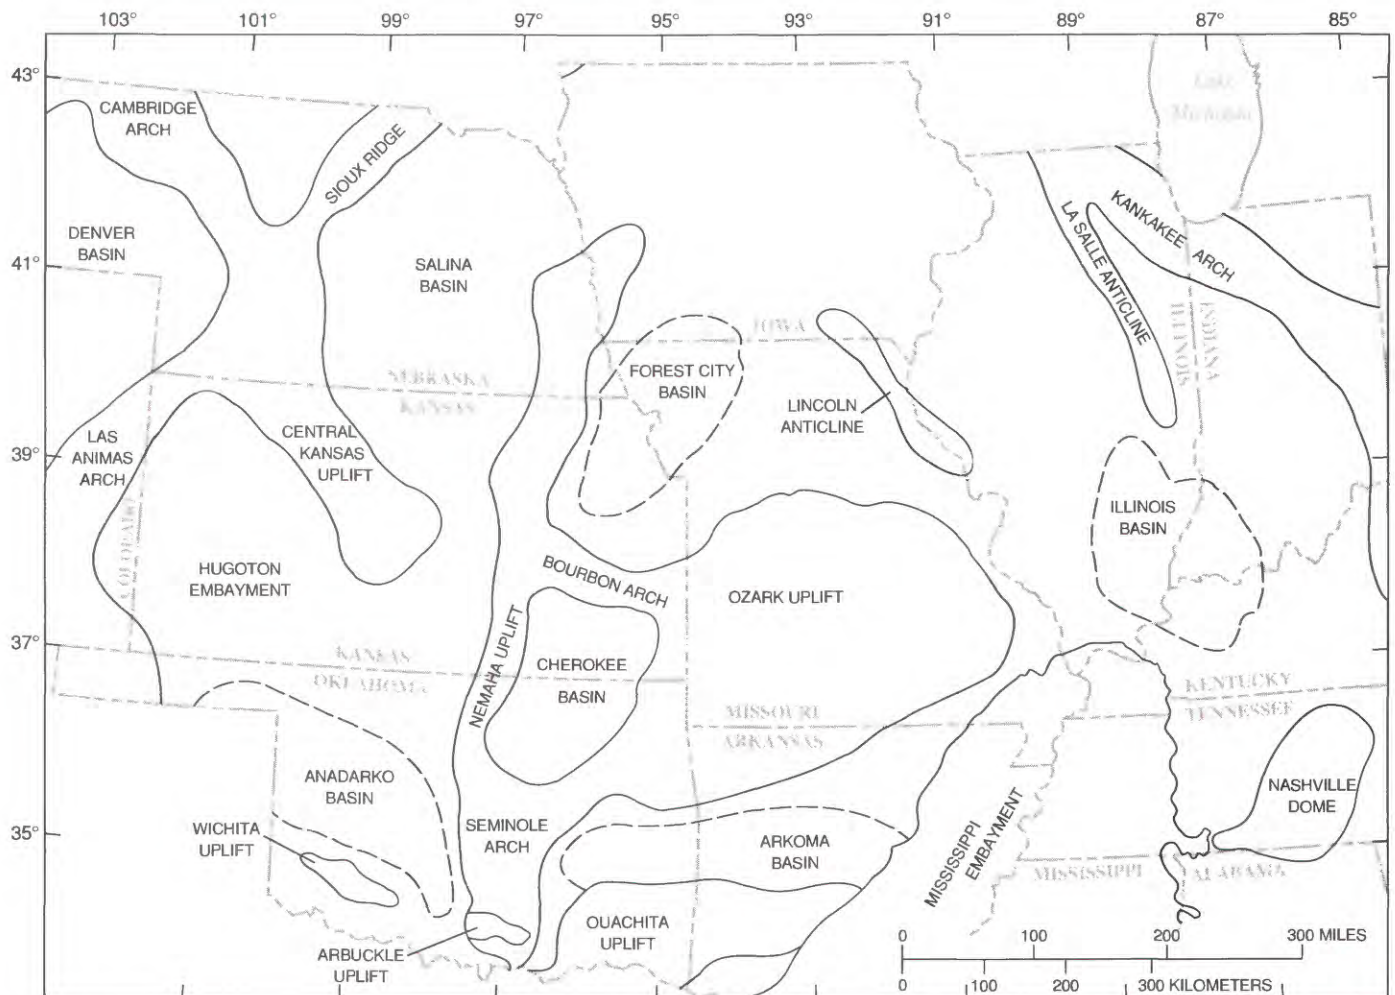 103° 101° 99° 97° 95° 93° 91° 89° 87° 85°
43°
CAMBRIDGE
ARCH
SIOUX RIDGE
Lake
Michigan
DENVER
BASIN
41°
SALINA
BASIN
LA SALLE ANTICLINE
KANKAKEE ARCH
INDIANA
ILLINOIS
IOWA
NEBRASKA
KANSAS
FOREST CITY
BASIN
LINCOLN
ANTICLINE
39°
LAS
ANIMAS
ARCH
CENTRAL
KANSAS
UPLIFT
COLORADO
HUGOTON
EMBAYMENT
BOURBON ARCH
OZARK UPLIFT
ILLINOIS
BASIN
37°
KANSAS
OKLAHOMA
NEMAHA UPLIFT
CHEROKEE
BASIN
MISSOURI
ARKANSAS
KENTUCKY
TENNESSEE
ANADARKO
BASIN
NASHVILLE
DOME
35°
WICHITA
UPLIFT
SEMINOLE
ARCH
ARKOMA
BASIN
MISSISSIPPI
EMBAYMENT
MISSISSIPPI
ALABAMA
OUACHITA
UPLIFT
ARBUCKLE
UPLIFT
0 100 200 300 MILES
0 100 200 300 KILOMETERS